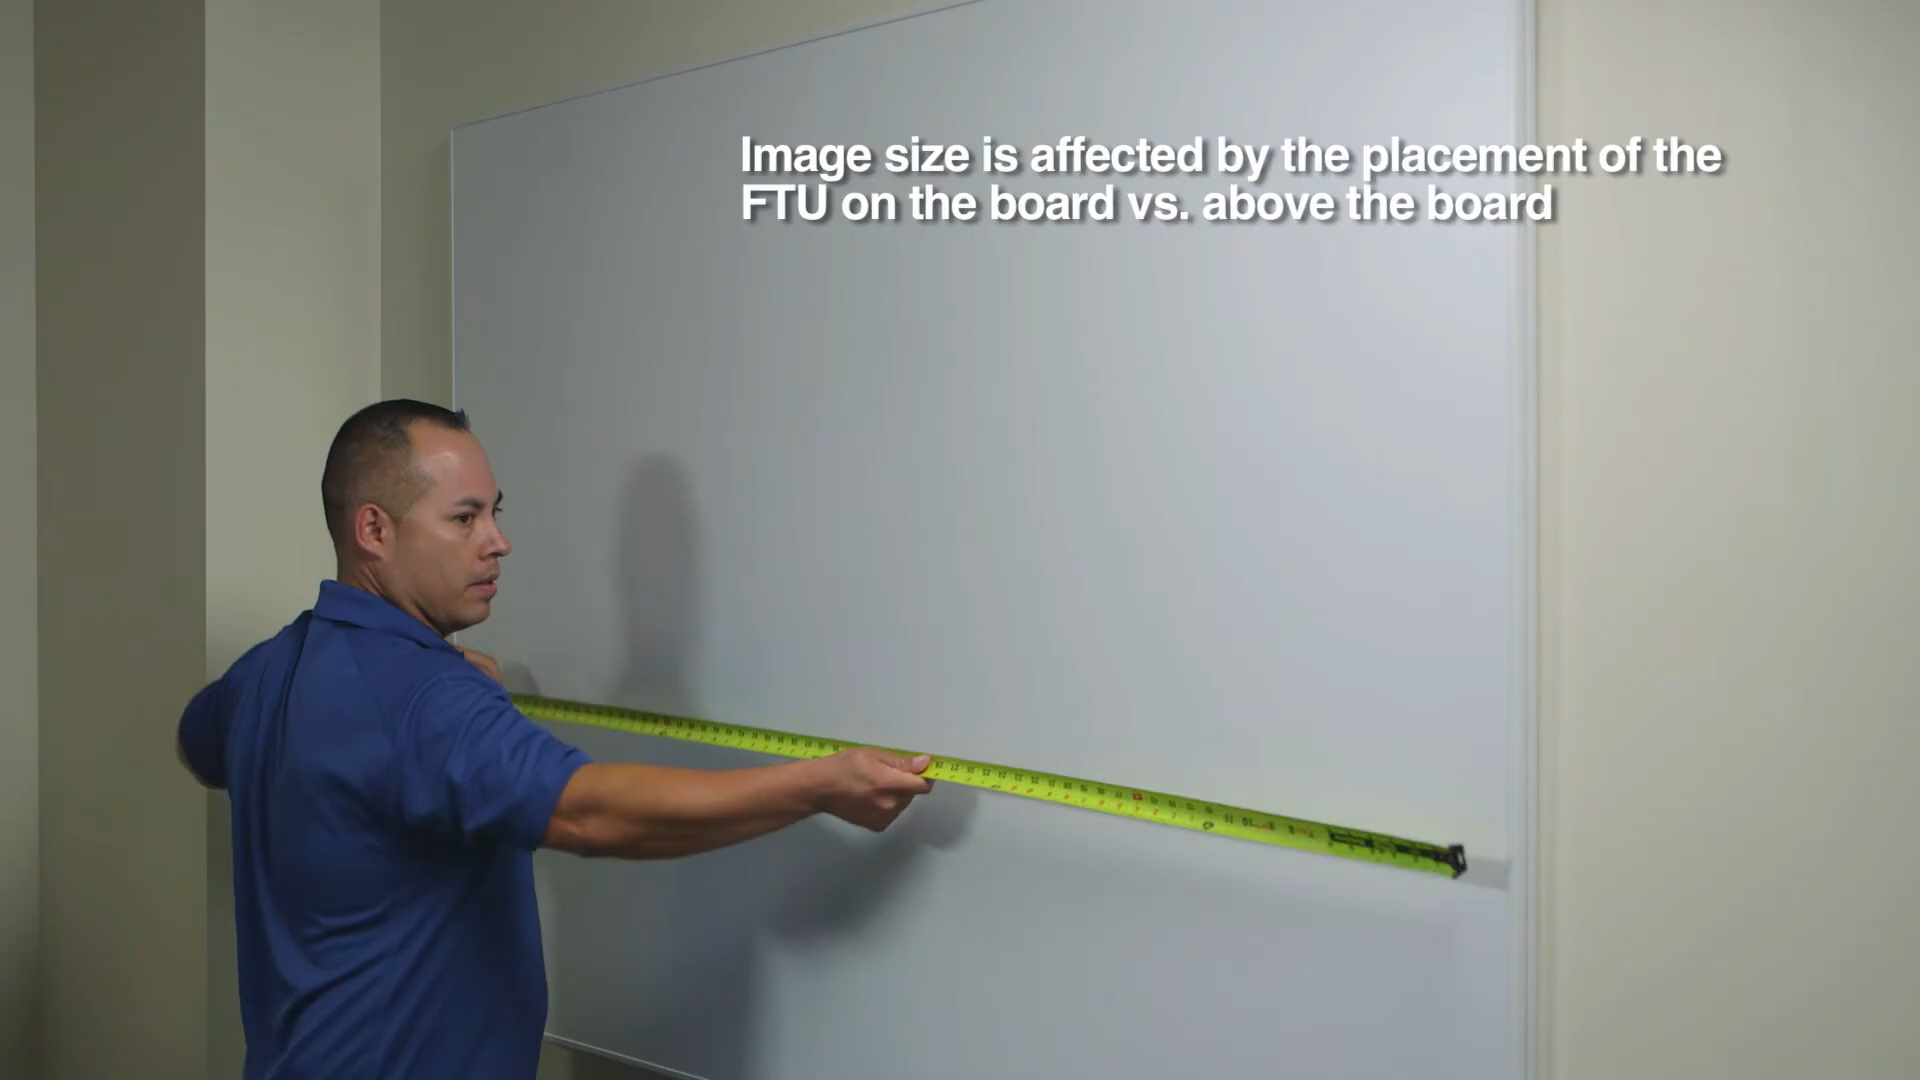 Image size is affected by the placement of the
FTU on the board vs. above the board